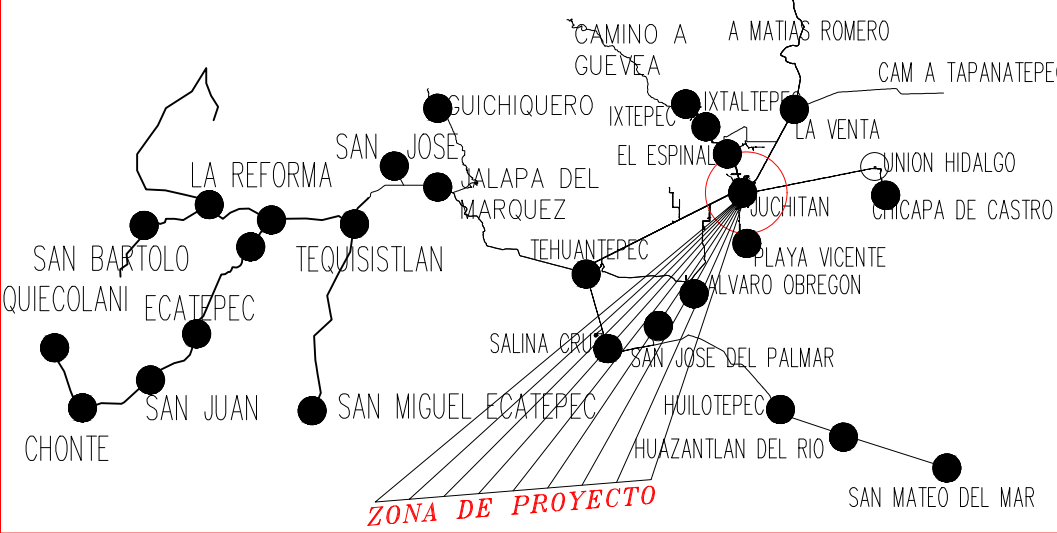 CAMINO A
GUEVEA
A MATIAS ROMERO
CAM A TAPANATEPEC
GUICHIQUERO
IXTALTEPEC
IXTEPEC
LA VENTA
SAN JOSE
EL ESPINAL
UNION HIDALGO
LA REFORMA
JALAPA DEL
MARQUEZ
JUCHITAN
CHICAPA DE CASTRO
SAN BARTOLO
TEQUISISTLAN
TEHUANTEPEC
PLAYA VICENTE
QUIECOLANI
ECATEPEC
ALVARO OBREGON
SALINA CRUZ
SAN JOSE DEL PALMAR
SAN JUAN
SAN MIGUEL ECATEPEC
HUILOTEPEC
CHONTE
HUAZANTLAN DEL RIO
SAN MATEO DEL MAR
ZONA DE PROYECTO